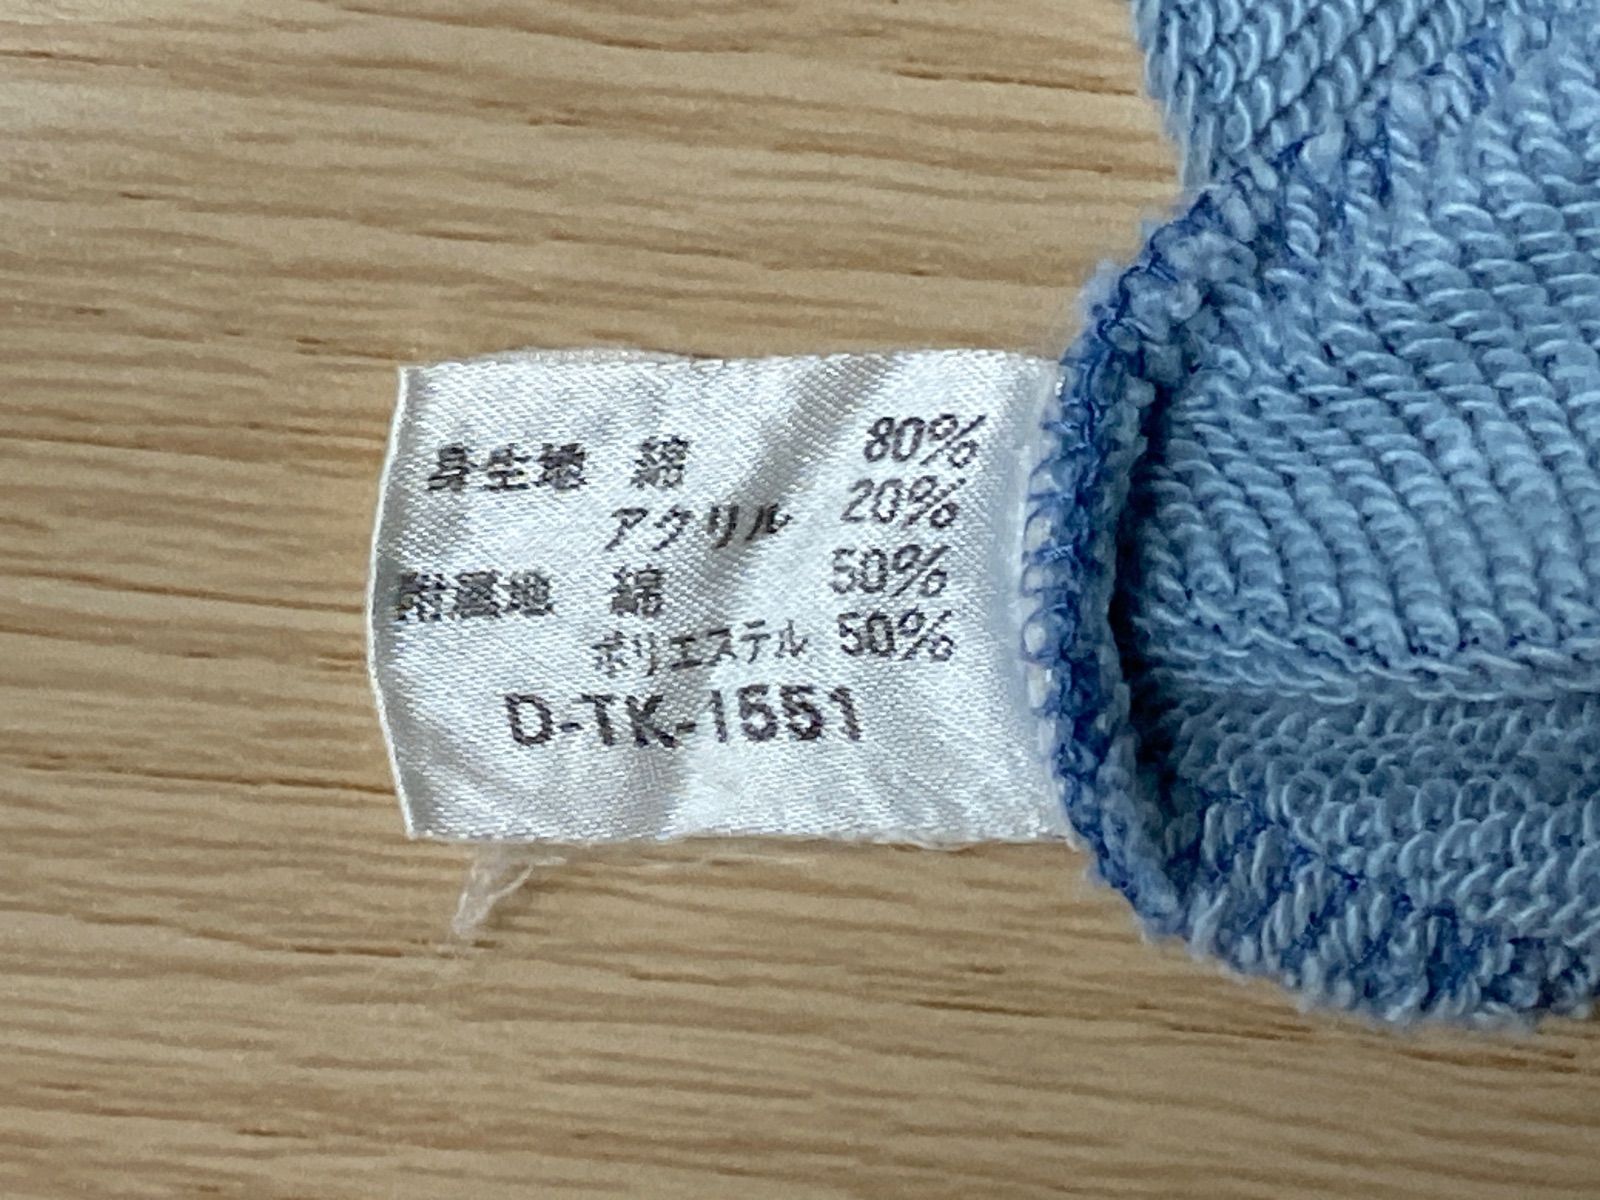 身生地 綿 80%
アクリル 20%
附属地 綿 50%
ポリエステル 50%
D-TK-1551